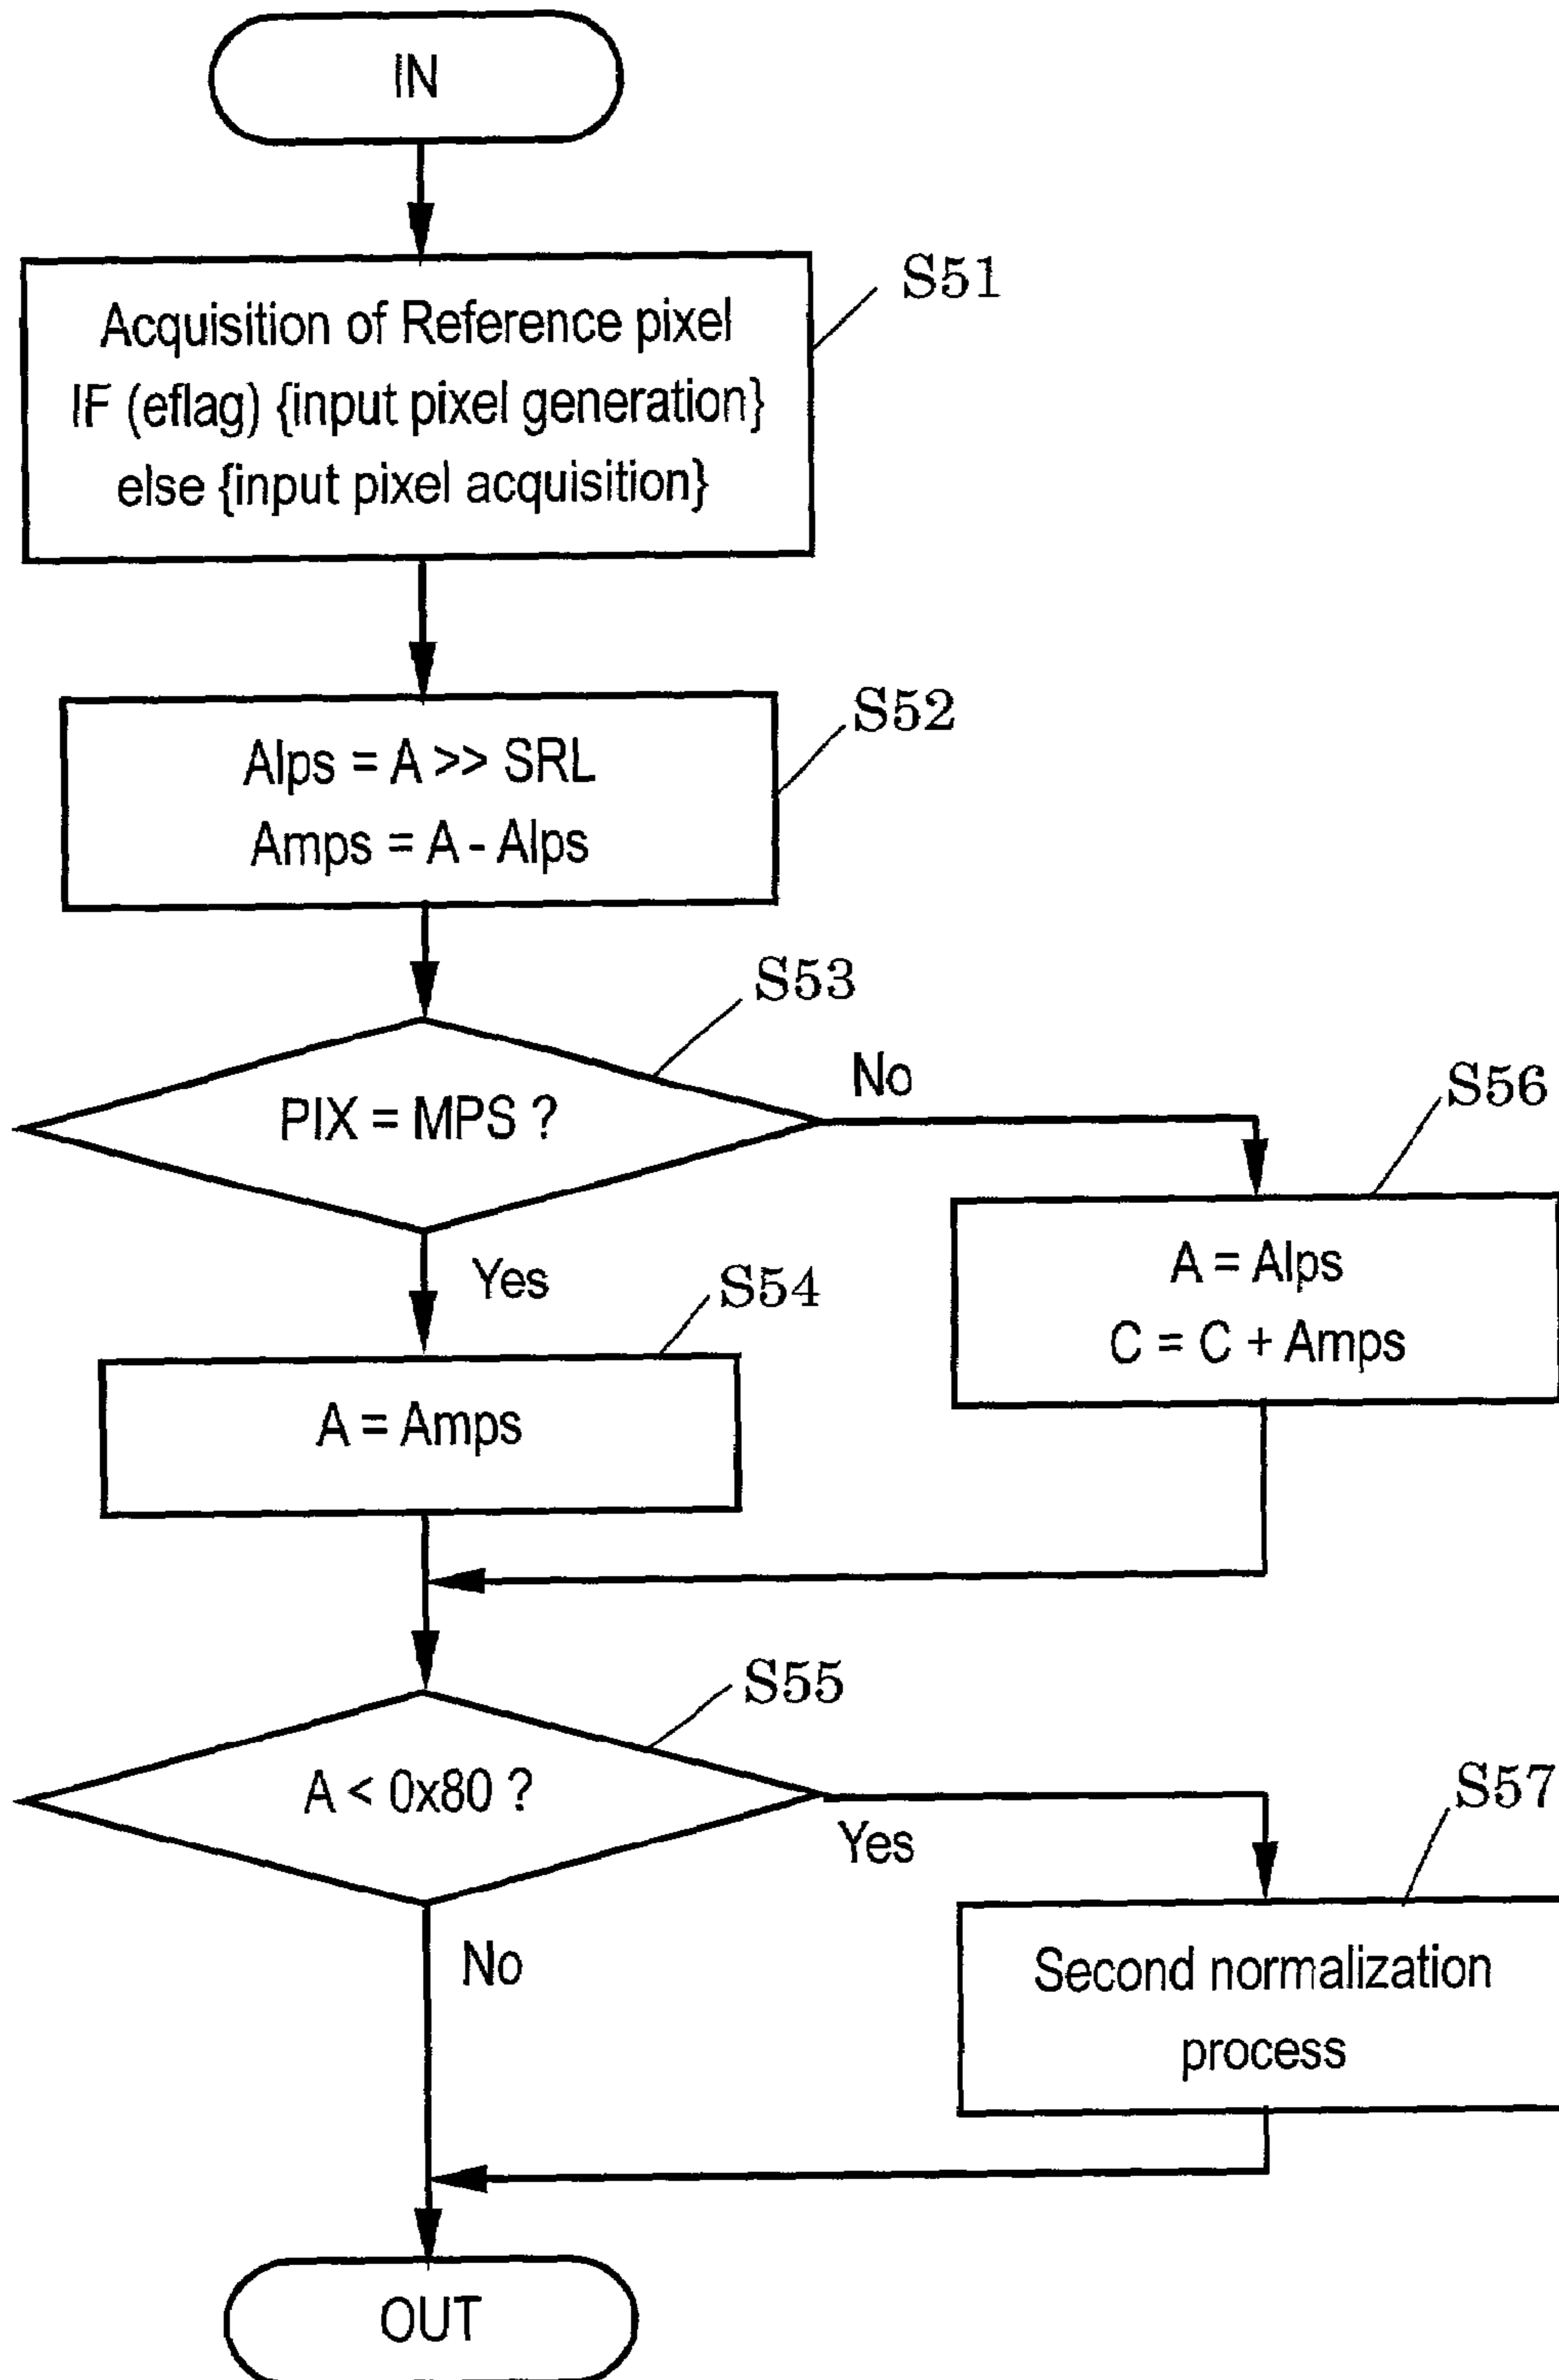 IN
S51
Acquisition of Reference pixel
IF (eflag) {input pixel generation}
else {input pixel acquisition}
S52
Alps = A >> SRL
Amps = A - Alps
S53
PIX = MPS ?
No
Yes
S56
A = Alps
C = C + Amps
S54
A = Amps
S55
A < 0x80 ?
Yes
No
S57
Second normalization
process
OUT